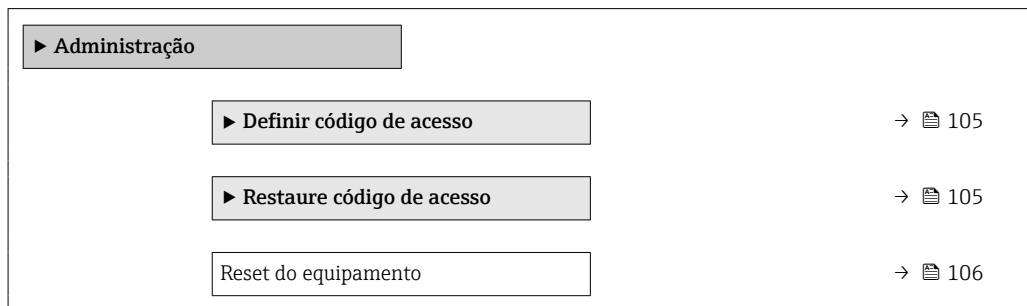 ▶ Administração
▶ Definir código de acesso → 105
▶ Restaure código de acesso → 105
Reset do equipamento → 106